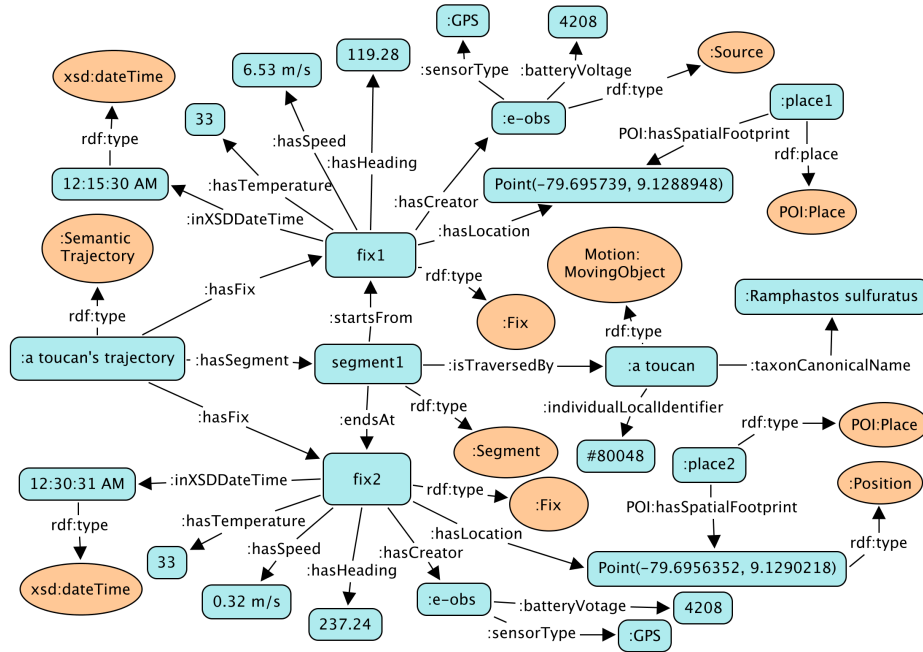 :GPS
4208
:Source
119.28
6.53 m/s
xsd:dateTime
:sensorType
:batteryVoltage
rdf:type
:place1
:e-obs
33
rdf:type
:hasSpeed
POI:hasSpatialFootprint
rdf:place
:hasHeading
12:15:30 AM
:hasTemperature
Point(-79.695739, 9.1288948)
:hasCreator
POI:Place
:inXSDDateTime
:hasLocation
:Semantic
Trajectory
fix1
Motion:
MovingObject
rdf:type
:hasFix
:Ramphastos sulfuratus
rdf:type
:startsFrom
:Fix
rdf:type
:a toucan's trajectory
:hasSegment
segment1
:isTraversedBy
:a toucan
:taxonCanonicalName
rdf:type
:individualLocalIdentifier
:hasFix
:endsAt
rdf:type
POI:Place
:Segment
#80048
:place2
12:30:31 AM
:inXSDDateTime
fix2
rdf:type
:Position
:Fix
POI:hasSpatialFootprint
rdf:type
:hasTemperature
:hasLocation
:hasSpeed
:hasCreator
rdf:type
33
:hasHeading
Point(-79.6956352, 9.1290218)
xsd:dateTime
0.32 m/s
:e-obs
:batteryVotage
4208
237.24
:sensorType
:GPS